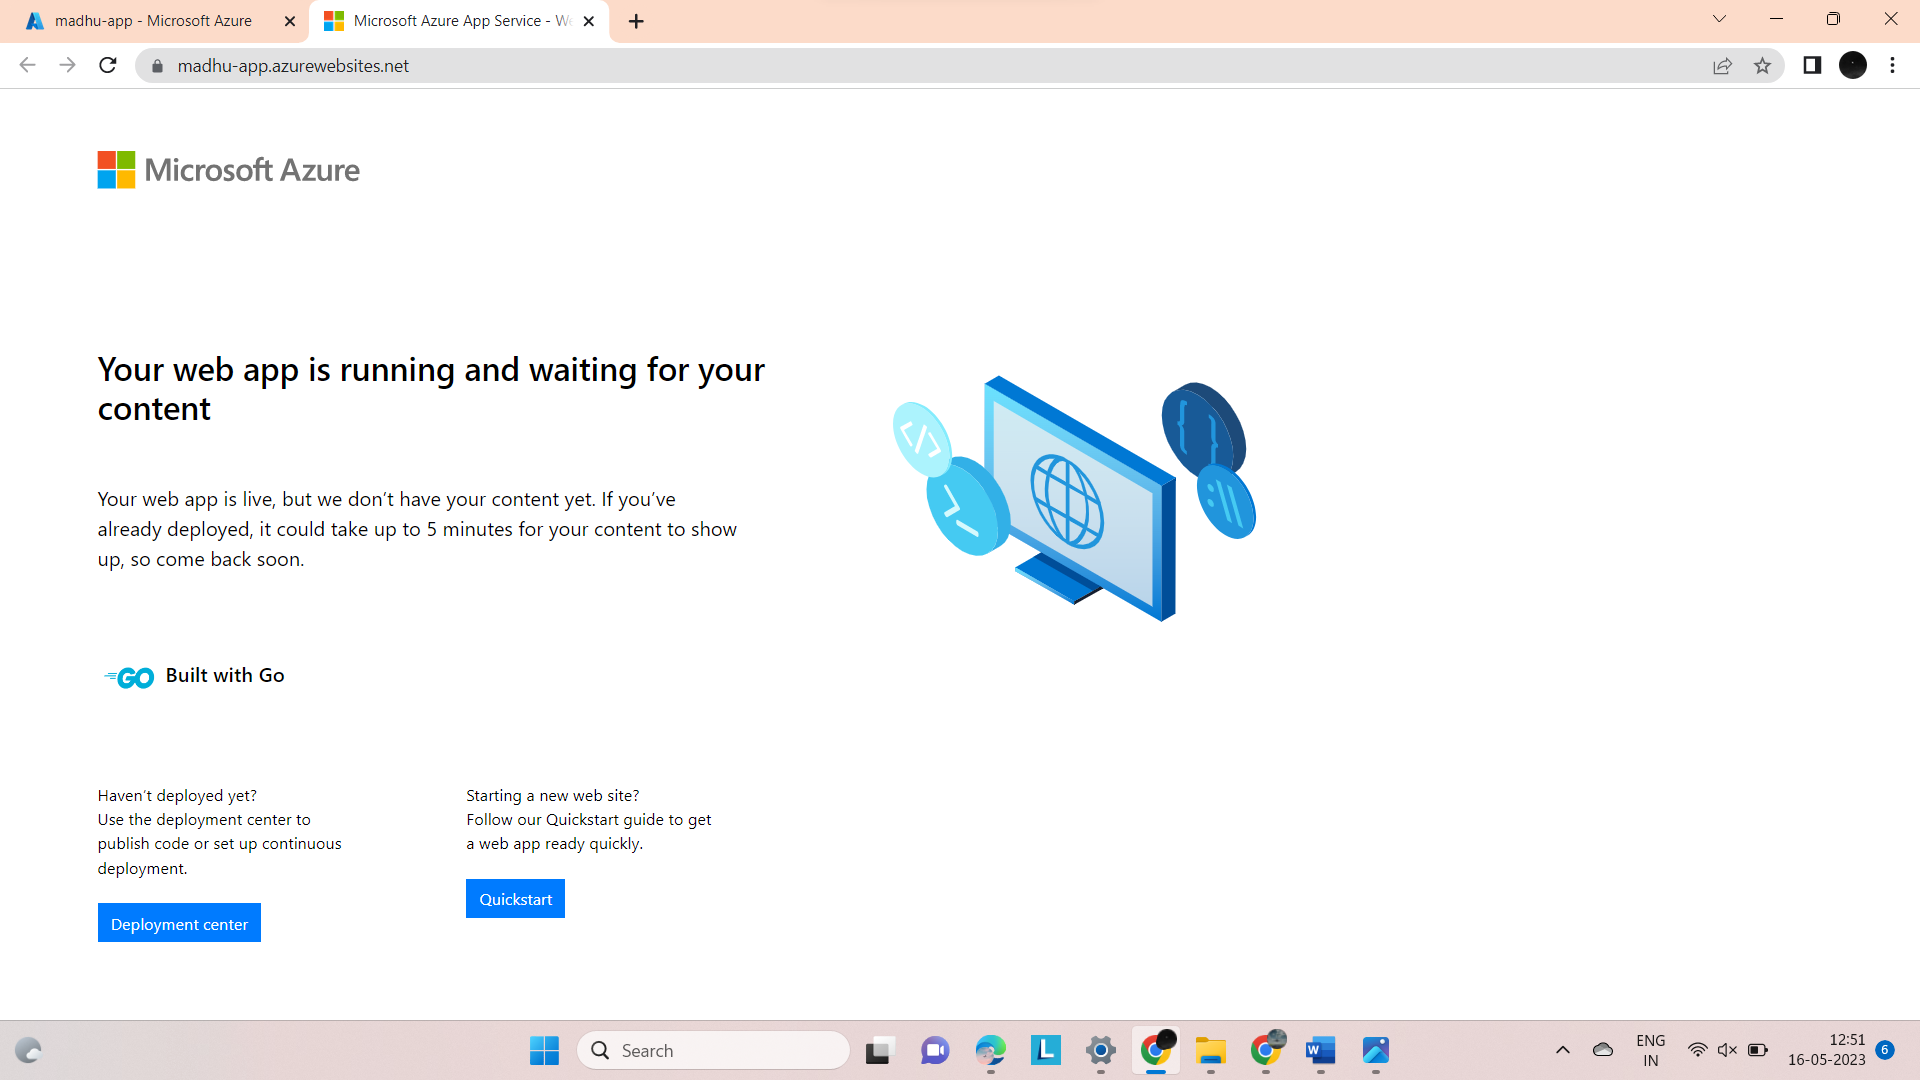 madhu-app - Microsoft Azure
Microsoft Azure App Service - We
madhu-app.azurewebsites.net
Microsoft Azure
Your web app is running and waiting for your
content
Your web app is live, but we don’t have your content yet. If you’ve
already deployed, it could take up to 5 minutes for your content to show
up, so come back soon.
GO Built with Go
Haven’t deployed yet?
Use the deployment center to
publish code or set up continuous
deployment.
Deployment center
Starting a new web site?
Follow our Quickstart guide to get
a web app ready quickly.
Quickstart
Search
L
W
ENG
IN
12:51
16-05-2023
6